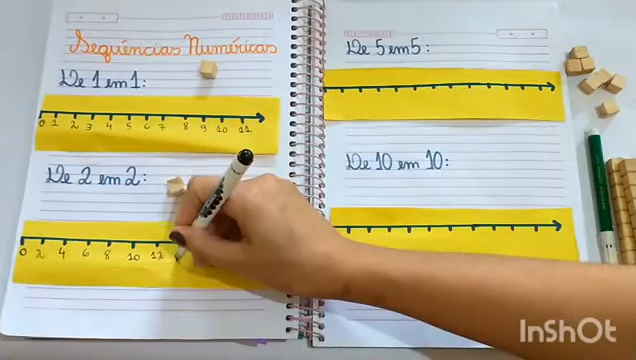 Sequências Numéricas
De 1 em 1:
0 1 2 3 4 5 6 7 8 9 10 11
De 2 em 2:
0 2 4 6 8 10 12
De 5 em 5:
De 10 em 10:
InShOt